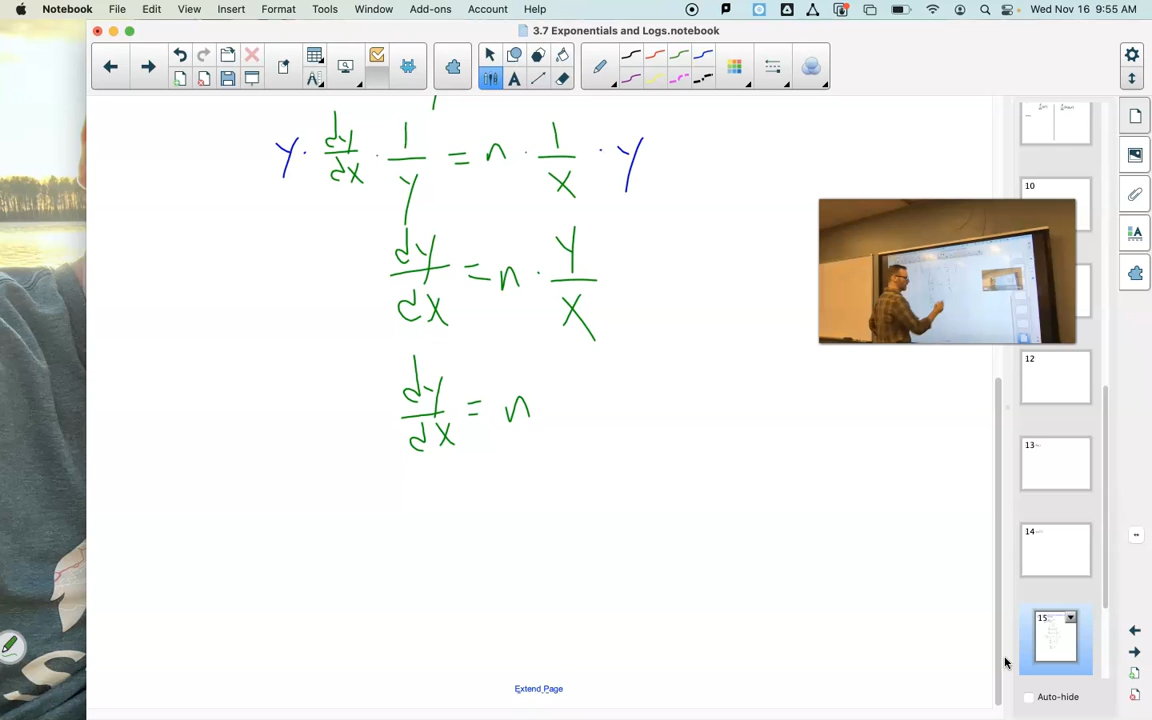 Notebook File Edit View Insert Format Tools Window Add-ons Account Help Wed Nov 16 9:55 AM
3.7 Exponentials and Logs.notebook
y · dy/dx · 1/y = n · 1/x · y
dy/dx = n · y/x
dy/dx = n
10
12
13
14
15
Extend Page
Auto-hide